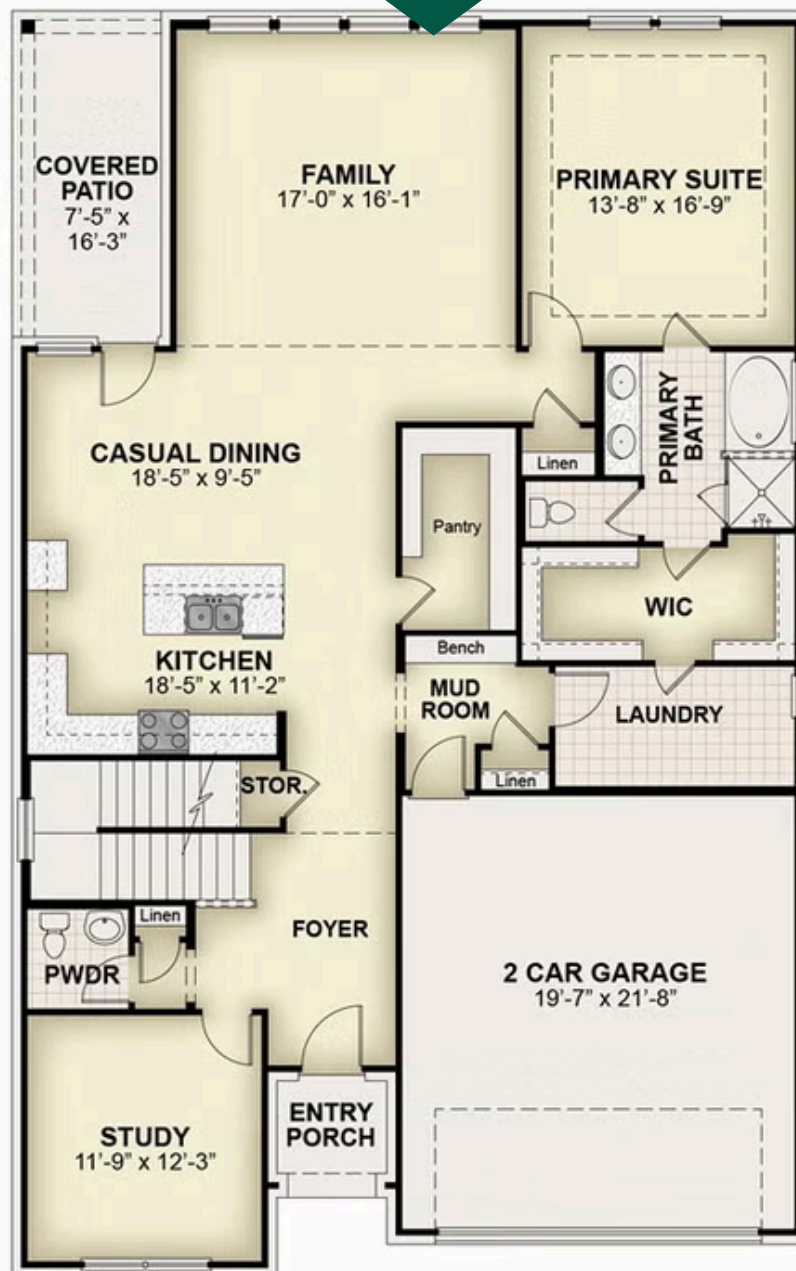 COVERED
PATIO
7'-5" x
16'-3"
FAMILY
17'-0" x 16'-1"
PRIMARY SUITE
13'-8" x 16'-9"
CASUAL DINING
18'-5" x 9'-5"
PRIMARY
BATH
Linen
Pantry
WIC
KITCHEN
18'-5" x 11'-2"
Bench
MUD
ROOM
LAUNDRY
Linen
STOR.
Linen
FOYER
PWDR
2 CAR GARAGE
19'-7" x 21'-8"
STUDY
11'-9" x 12'-3"
ENTRY
PORCH